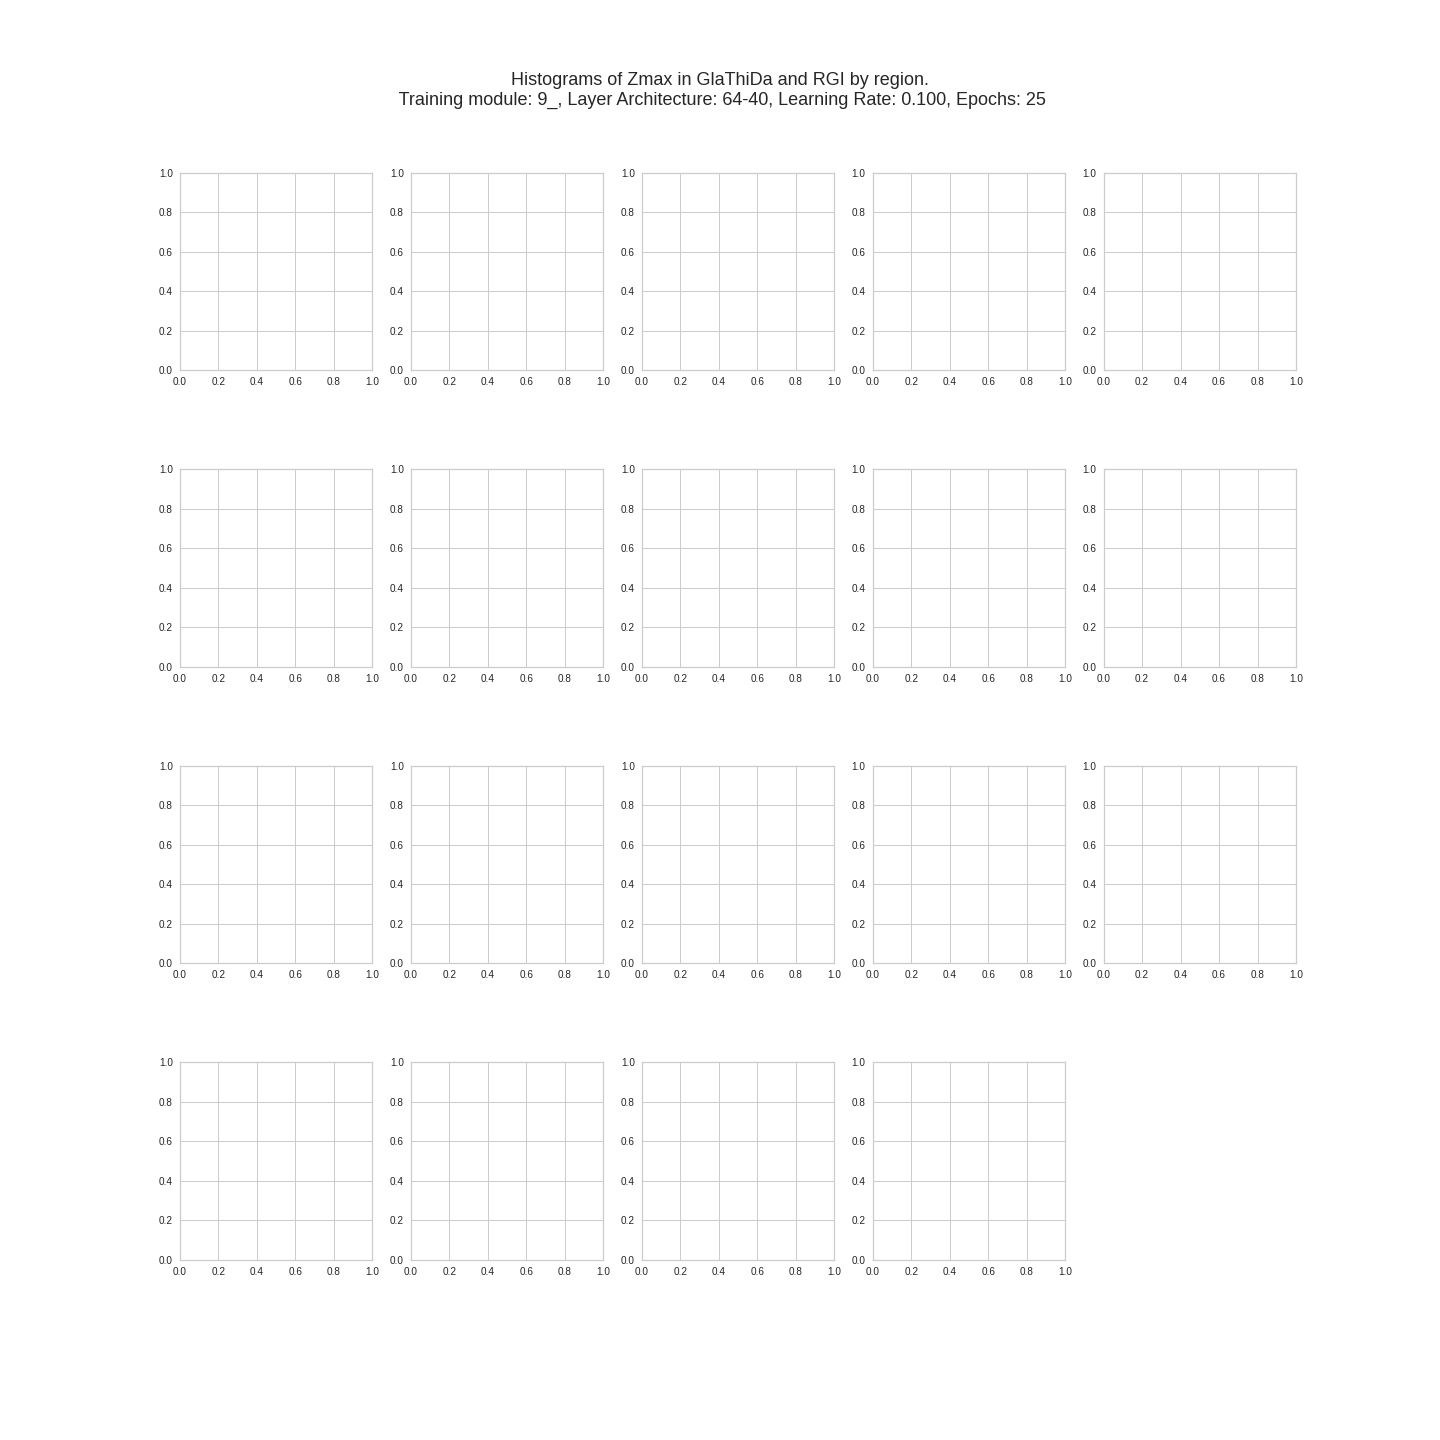 Histograms of Zmax in GlaThiDa and RGI by region.
Training module: 9_, Layer Architecture: 64-40, Learning Rate: 0.100, Epochs: 25
1.0 1.0 1.0 1.0 1.0
0.8 0.8 0.8 0.8 0.8
0.6 0.6 0.6 0.6 0.6
0.4 0.4 0.4 0.4 0.4
0.2 0.2 0.2 0.2 0.2
0.0 0.0 0.0 0.0 0.0
0.0 0.2 0.4 0.6 0.8 1.0 0.0 0.2 0.4 0.6 0.8 1.0 0.0 0.2 0.4 0.6 0.8 1.0 0.0 0.2 0.4 0.6 0.8 1.0 0.0 0.2 0.4 0.6 0.8 1.0
1.0 1.0 1.0 1.0 1.0
0.8 0.8 0.8 0.8 0.8
0.6 0.6 0.6 0.6 0.6
0.4 0.4 0.4 0.4 0.4
0.2 0.2 0.2 0.2 0.2
0.0 0.0 0.0 0.0 0.0
0.0 0.2 0.4 0.6 0.8 1.0 0.0 0.2 0.4 0.6 0.8 1.0 0.0 0.2 0.4 0.6 0.8 1.0 0.0 0.2 0.4 0.6 0.8 1.0 0.0 0.2 0.4 0.6 0.8 1.0
1.0 1.0 1.0 1.0 1.0
0.8 0.8 0.8 0.8 0.8
0.6 0.6 0.6 0.6 0.6
0.4 0.4 0.4 0.4 0.4
0.2 0.2 0.2 0.2 0.2
0.0 0.0 0.0 0.0 0.0
0.0 0.2 0.4 0.6 0.8 1.0 0.0 0.2 0.4 0.6 0.8 1.0 0.0 0.2 0.4 0.6 0.8 1.0 0.0 0.2 0.4 0.6 0.8 1.0 0.0 0.2 0.4 0.6 0.8 1.0
1.0 1.0 1.0 1.0
0.8 0.8 0.8 0.8
0.6 0.6 0.6 0.6
0.4 0.4 0.4 0.4
0.2 0.2 0.2 0.2
0.0 0.0 0.0 0.0
0.0 0.2 0.4 0.6 0.8 1.0 0.0 0.2 0.4 0.6 0.8 1.0 0.0 0.2 0.4 0.6 0.8 1.0 0.0 0.2 0.4 0.6 0.8 1.0